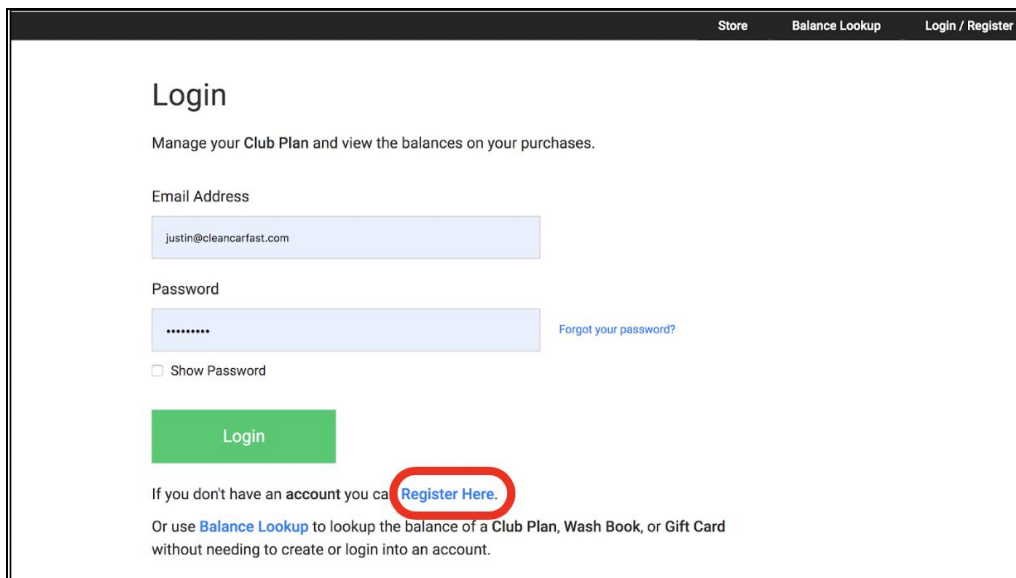 Store Balance Lookup Login / Register
Login
Manage your Club Plan and view the balances on your purchases.
Email Address
justin@cleancarfast.com
Password
•••••••••
Forgot your password?
Show Password
Login
If you don't have an account you ca Register Here.
Or use Balance Lookup to lookup the balance of a Club Plan, Wash Book, or Gift Card
without needing to create or login into an account.